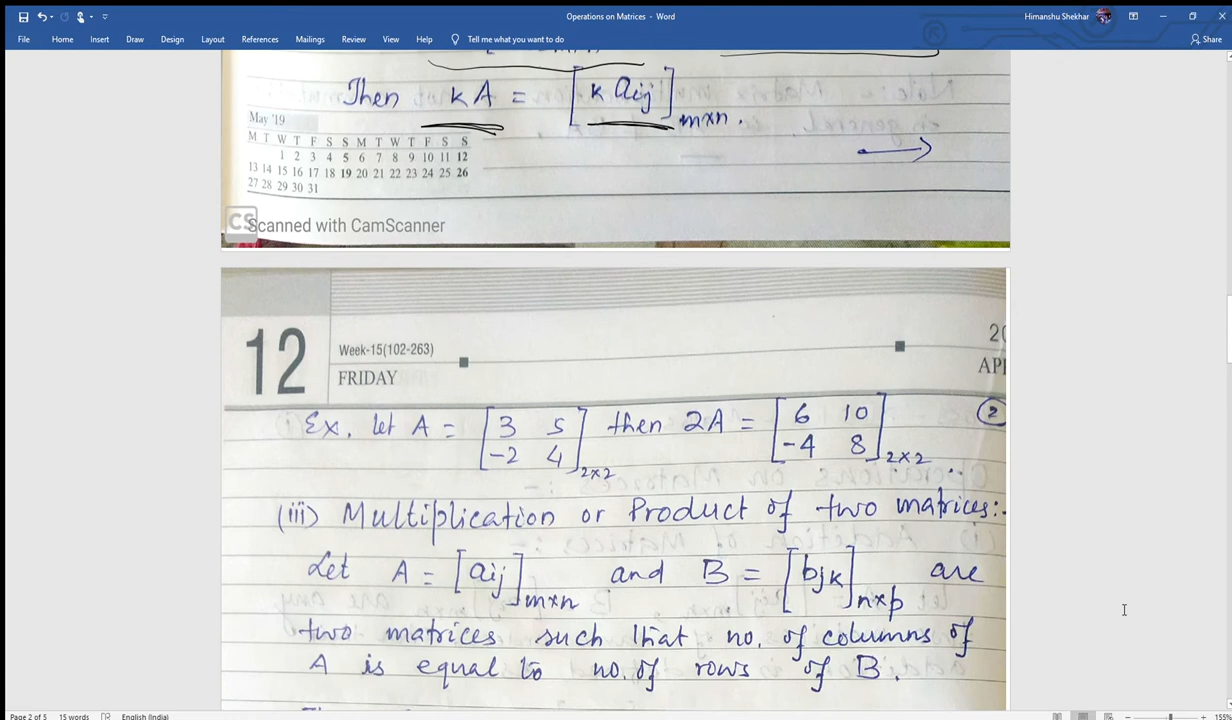 Operations on Matrices - Word
Himanshu Shekhar
File Home Insert Draw Design Layout References Mailings Review View Help Tell me what you want to do Share
Then kA = [k aij]m×n.
May '19
M T W T F S S M T W T F S S
1 2 3 4 5 6 7 8 9 10 11 12
13 14 15 16 17 18 19 20 21 22 23 24 25 26
27 28 29 30 31
CS Scanned with CamScanner
12
Week-15(102-263)
FRIDAY
20
APR
Ex. let A = [3 5
-2 4]2×2 then 2A = [6 10
-4 8]2×2 .
2
(iii) Multiplication or Product of two matrices:-
Let A = [aij]m×n and B = [bjk]n×p are
two matrices such that no. of columns of
A is equal to no. of rows of B.
Page 2 of 5 15 words English (India) 155%